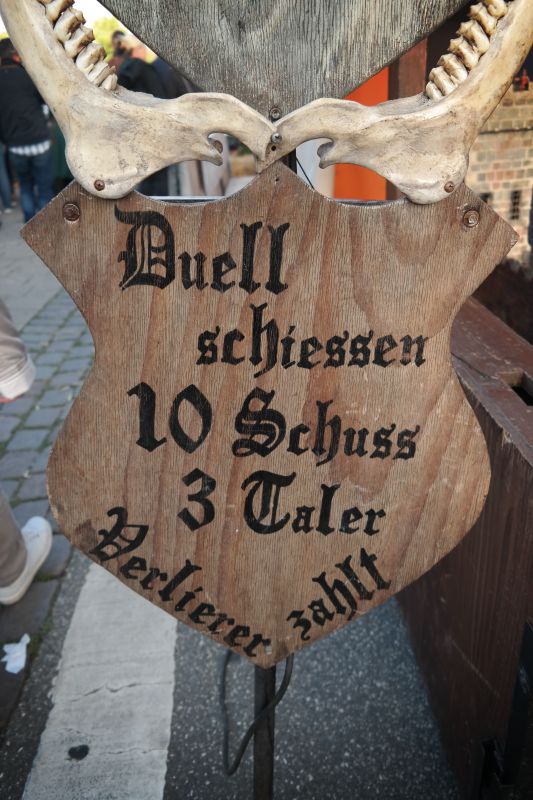 Duell
schiessen
10 Schuss
3 Taler
Verlierer zahlt